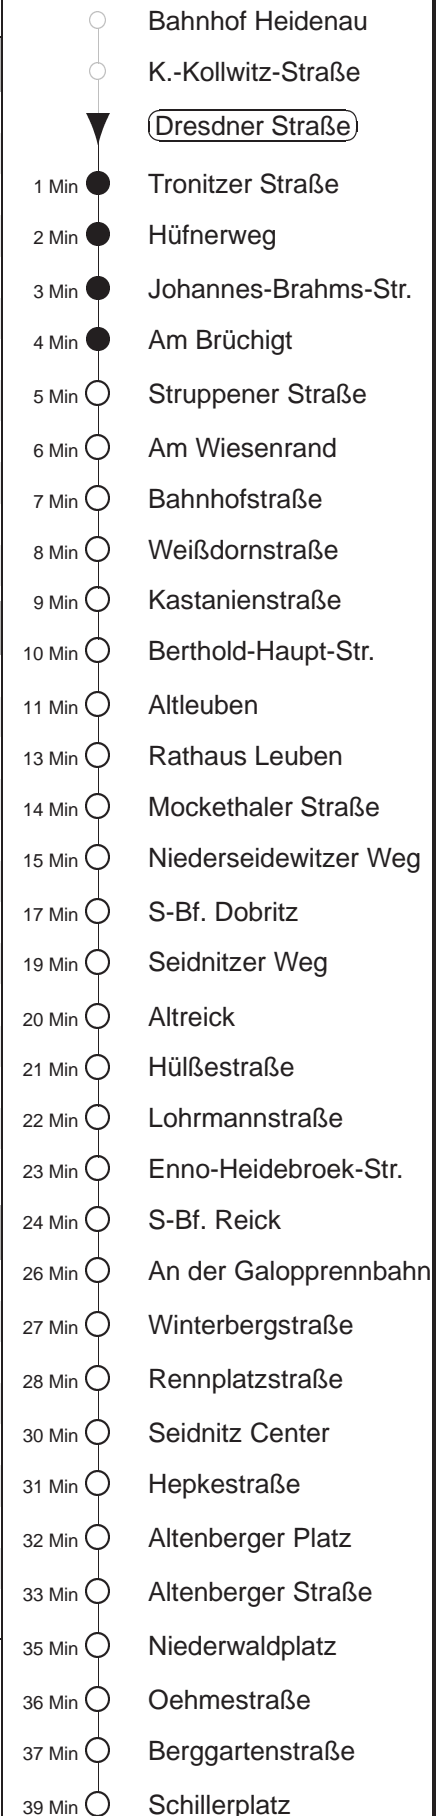 Bahnhof Heidenau
K.-Kollwitz-Straße
Dresdner Straße
1 Min Tronitzer Straße
2 Min Hüfnerweg
3 Min Johannes-Brahms-Str.
4 Min Am Brüchigt
5 Min Struppener Straße
6 Min Am Wiesenrand
7 Min Bahnhofstraße
8 Min Weißdornstraße
9 Min Kastanienstraße
10 Min Berthold-Haupt-Str.
11 Min Altleuben
13 Min Rathaus Leuben
14 Min Mockethaler Straße
15 Min Niederseidewitzer Weg
17 Min S-Bf. Dobritz
19 Min Seidnitzer Weg
20 Min Altreick
21 Min Hülßestraße
22 Min Lohrmannstraße
23 Min Enno-Heidebroek-Str.
24 Min S-Bf. Reick
26 Min An der Galopprennbahn
27 Min Winterbergstraße
28 Min Rennplatzstraße
30 Min Seidnitz Center
31 Min Hepkestraße
32 Min Altenberger Platz
33 Min Altenberger Straße
35 Min Niederwaldplatz
36 Min Oehmestraße
37 Min Berggartenstraße
39 Min Schillerplatz